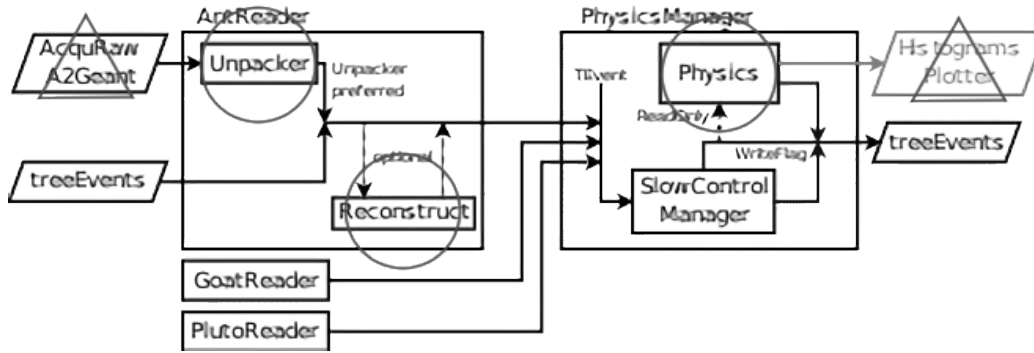 AntReader
PhysicsManager
AcquRaw
A2Geant
Unpacker
Unpacker
preferred
TEvent
Physics
Histograms
Plotter
ReadOnly
optional
WriteFlag
treeEvents
treeEvents
Reconstruct
SlowControl
Manager
GoatReader
PlutoReader